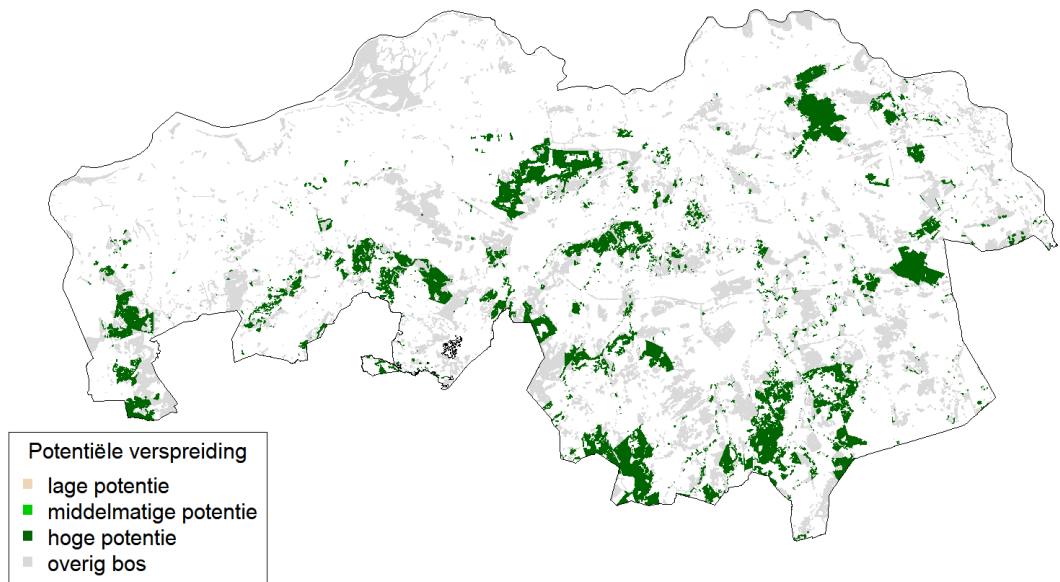 Potentiële verspreiding
lage potentie
middelmatige potentie
hoge potentie
overig bos